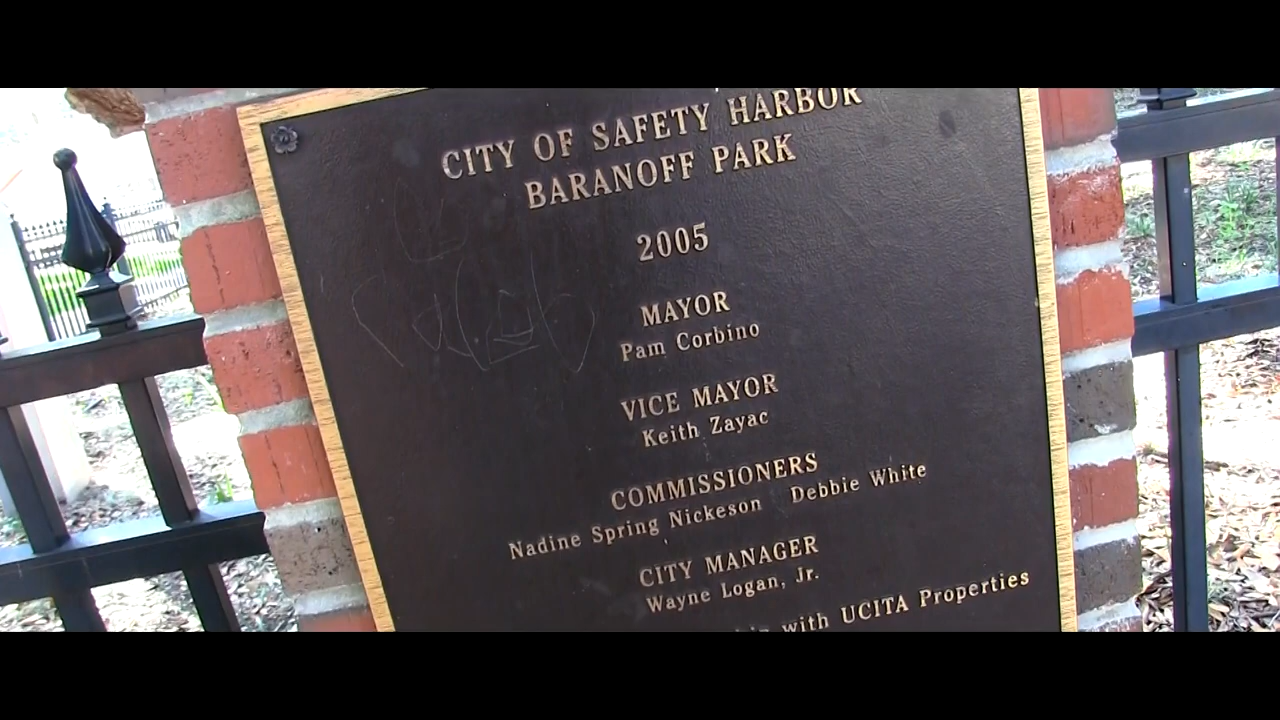 CITY OF SAFETY HARBOR
BARANOFF PARK
2005
MAYOR
Pam Corbino
VICE MAYOR
Keith Zayac
COMMISSIONERS
Nadine Spring Nickeson Debbie White
CITY MANAGER
Wayne Logan, Jr.
with UCITA Properties